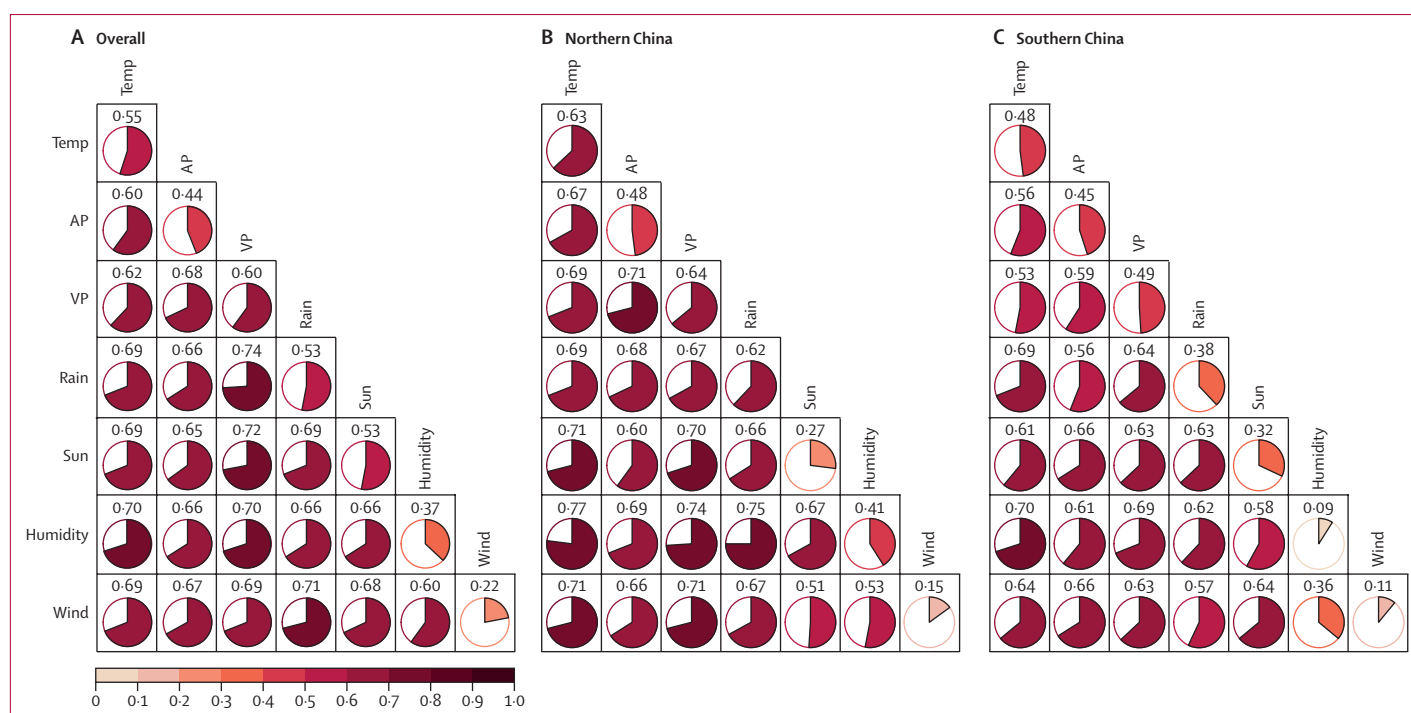 A Overall B Northern China C Southern China
Temp Temp Temp
0·55 0·63 0·48
Temp AP AP AP
0·60 0·44 0·67 0·48 0·56 0·45
AP VP VP VP
0·62 0·68 0·60 0·69 0·71 0·64 0·53 0·59 0·49
VP Rain Rain Rain
0·69 0·66 0·74 0·53 0·69 0·68 0·67 0·62 0·69 0·56 0·64 0·38
Rain Sun Sun Sun
0·69 0·65 0·72 0·69 0·53 0·71 0·60 0·70 0·66 0·27 0·61 0·66 0·63 0·63 0·32
Sun Humidity Humidity Humidity
0·70 0·66 0·70 0·66 0·66 0·37 0·77 0·69 0·74 0·75 0·67 0·41 0·70 0·61 0·69 0·62 0·58 0·09
Humidity Wind Wind Wind
0·69 0·67 0·69 0·71 0·68 0·60 0·22 0·71 0·66 0·71 0·67 0·51 0·53 0·15 0·64 0·66 0·63 0·57 0·64 0·36 0·11
Wind
0 0·1 0·2 0·3 0·4 0·5 0·6 0·7 0·8 0·9 1·0